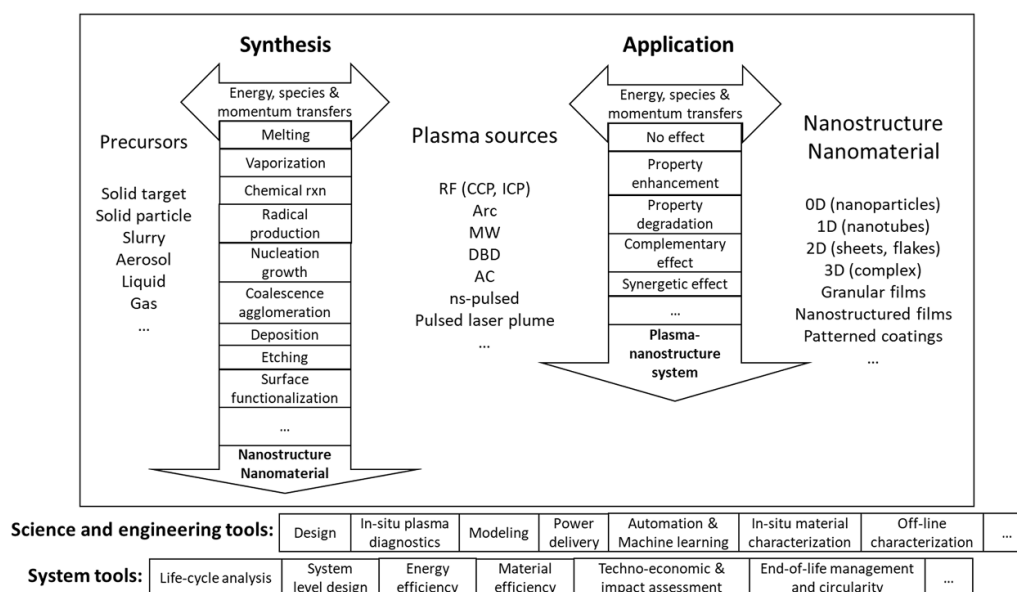 Synthesis
Application
Energy, species &
momentum transfers
Energy, species &
momentum transfers
Precursors
Solid target
Solid particle
Slurry
Aerosol
Liquid
Gas
...
Melting
Vaporization
Chemical rxn
Radical
production
Nucleation
growth
Coalescence
agglomeration
Deposition
Etching
Surface
functionalization
...
Nanostructure
Nanomaterial
Plasma sources
RF (CCP, ICP)
Arc
MW
DBD
AC
ns-pulsed
Pulsed laser plume
...
No effect
Property
enhancement
Property
degradation
Complementary
effect
Synergetic effect
...
Plasma-
nanostructure
system
Nanostructure
Nanomaterial
0D (nanoparticles)
1D (nanotubes)
2D (sheets, flakes)
3D (complex)
Granular films
Nanostructured films
Patterned coatings
...
Science and engineering tools:
Design
In-situ plasma
diagnostics
Modeling
Power
delivery
Automation &
Machine learning
In-situ material
characterization
Off-line
characterization
...
System tools:
Life-cycle analysis
System
level design
Energy
efficiency
Material
efficiency
Techno-economic &
impact assessment
End-of-life management
and circularity
...